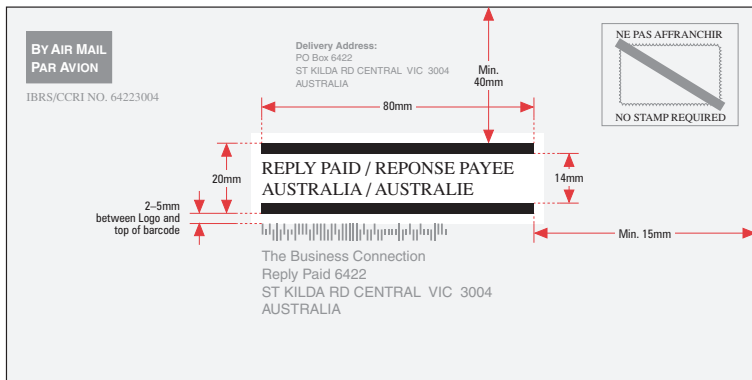 BY AIR MAIL
PAR AVION
IBRS/CCRI NO. 64223004
Delivery Address:
PO Box 6422
ST KILDA RD CENTRAL VIC 3004
AUSTRALIA
Min.
40mm
NE PAS AFFRANCHIR
NO STAMP REQUIRED
80mm
20mm
REPLY PAID / REPONSE PAYEE
AUSTRALIA / AUSTRALIE
14mm
2–5mm
between Logo and
top of barcode
Min. 15mm
The Business Connection
Reply Paid 6422
ST KILDA RD CENTRAL VIC 3004
AUSTRALIA